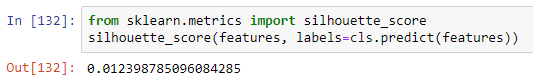 In [132]: from sklearn.metrics import silhouette_score
silhouette_score(features, labels=cls.predict(features))
Out[132]: 0.012398785096084285